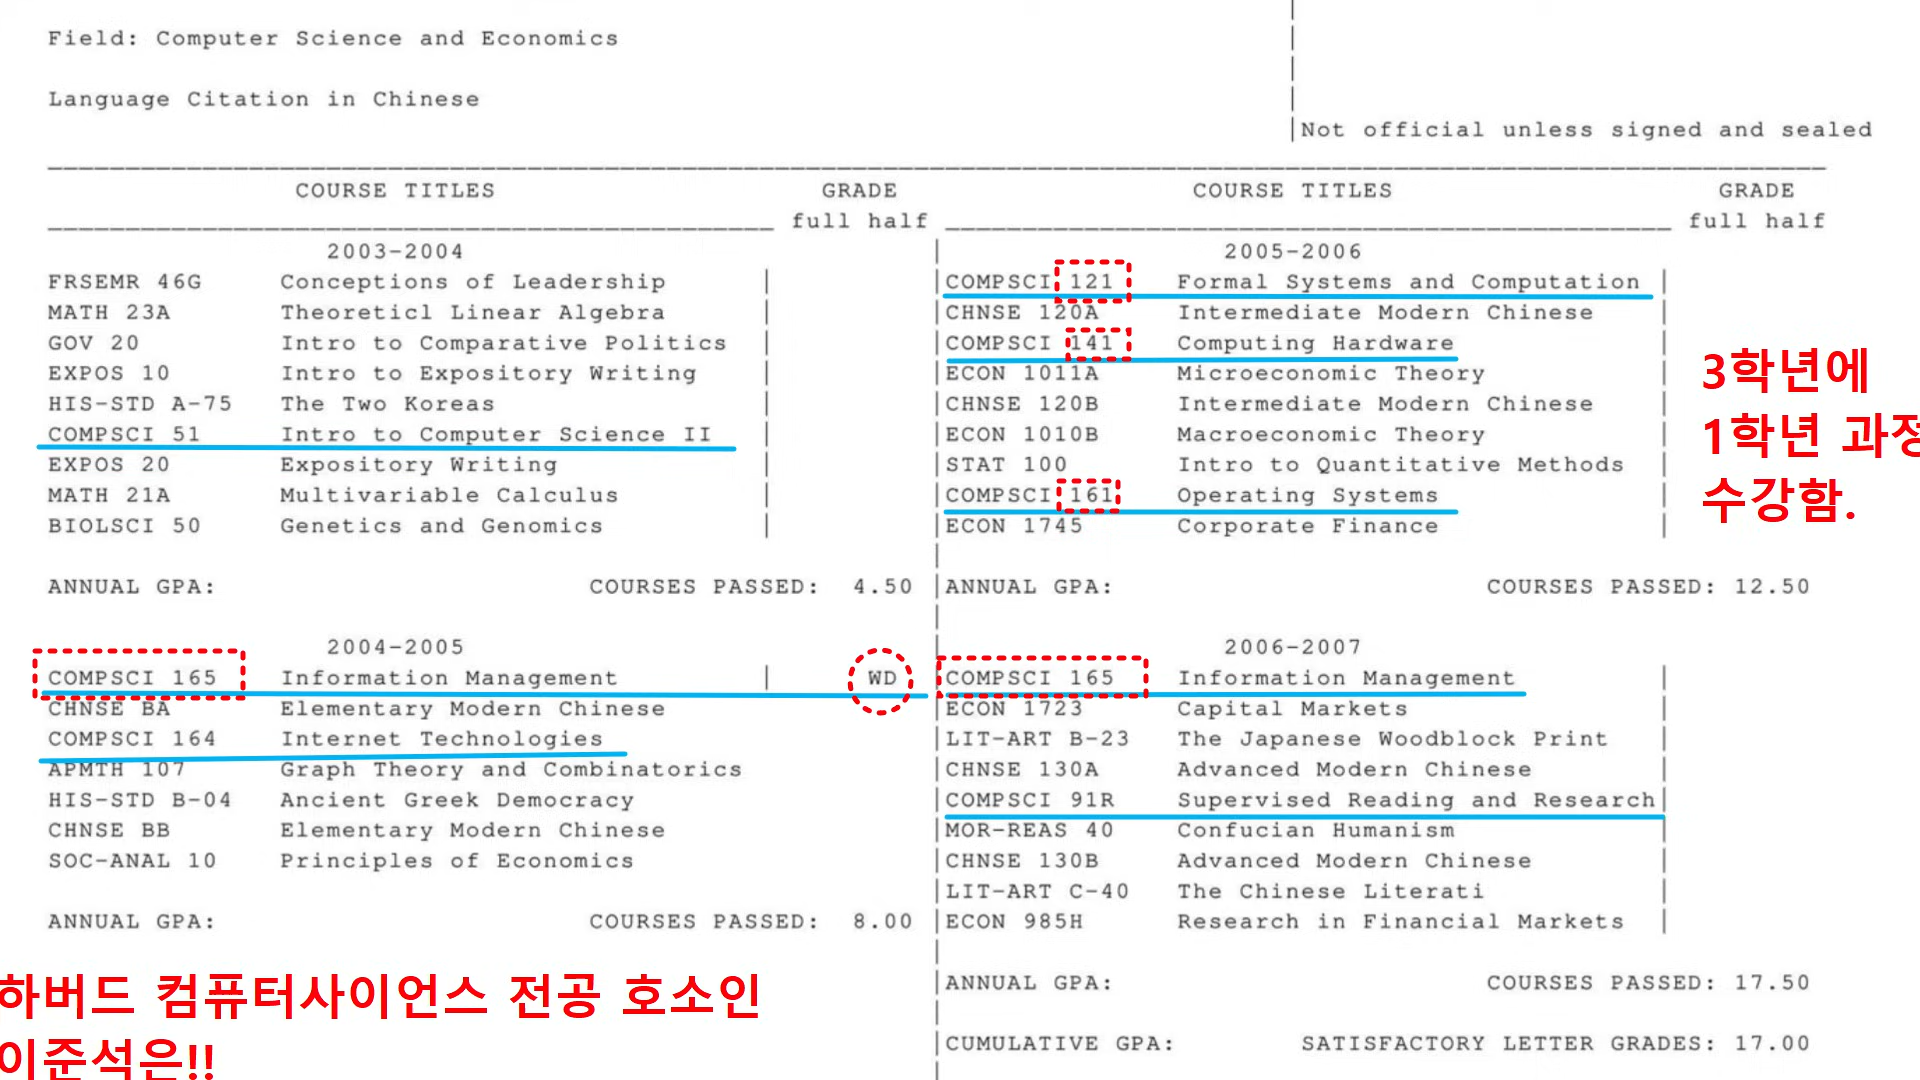 Field: Computer Science and Economics
Language Citation in Chinese
Not official unless signed and sealed
COURSE TITLES GRADE
full half
2003-2004
FRSEMR 46G Conceptions of Leadership
MATH 23A Theoreticl Linear Algebra
GOV 20 Intro to Comparative Politics
EXPOS 10 Intro to Expository Writing
HIS-STD A-75 The Two Koreas
COMPSCI 51 Intro to Computer Science II
EXPOS 20 Expository Writing
MATH 21A Multivariable Calculus
BIOLSCI 50 Genetics and Genomics
ANNUAL GPA: COURSES PASSED: 4.50
2004-2005
COMPSCI 165 Information Management WD
CHNSE BA Elementary Modern Chinese
COMPSCI 164 Internet Technologies
APMTH 107 Graph Theory and Combinatorics
HIS-STD B-04 Ancient Greek Democracy
CHNSE BB Elementary Modern Chinese
SOC-ANAL 10 Principles of Economics
ANNUAL GPA: COURSES PASSED: 8.00
하버드 컴퓨터사이언스 전공 호소인
이준석은!!
COURSE TITLES GRADE
full half
2005-2006
COMPSCI 121 Formal Systems and Computation
CHNSE 120A Intermediate Modern Chinese
COMPSCI 141 Computing Hardware
ECON 1011A Microeconomic Theory
CHNSE 120B Intermediate Modern Chinese
ECON 1010B Macroeconomic Theory
STAT 100 Intro to Quantitative Methods
COMPSCI 161 Operating Systems
ECON 1745 Corporate Finance
ANNUAL GPA: COURSES PASSED: 12.50
2006-2007
COMPSCI 165 Information Management
ECON 1723 Capital Markets
LIT-ART B-23 The Japanese Woodblock Print
CHNSE 130A Advanced Modern Chinese
COMPSCI 91R Supervised Reading and Research
MOR-REAS 40 Confucian Humanism
CHNSE 130B Advanced Modern Chinese
LIT-ART C-40 The Chinese Literati
ECON 985H Research in Financial Markets
ANNUAL GPA: COURSES PASSED: 17.50
CUMULATIVE GPA: SATISFACTORY LETTER GRADES: 17.00
3학년에
1학년 과정
수강함.